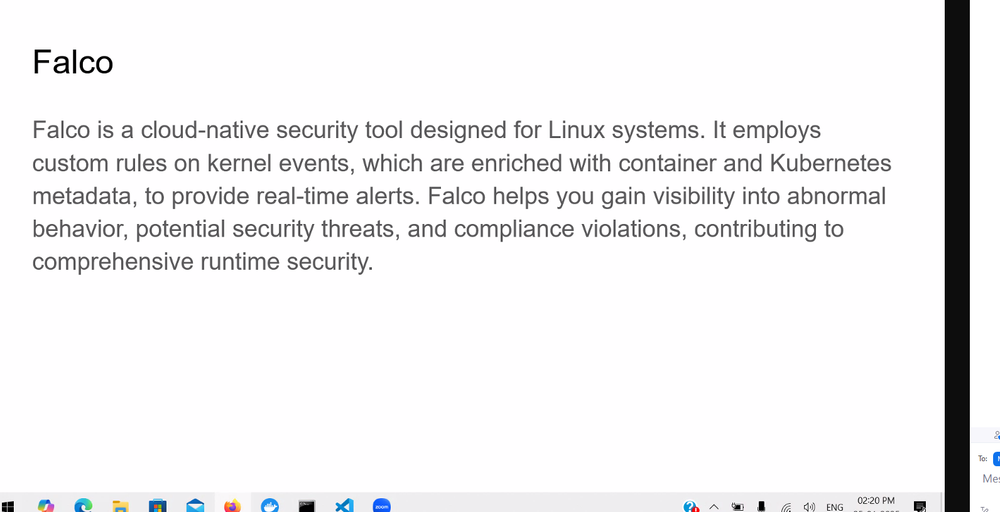 Falco
Falco is a cloud-native security tool designed for Linux systems. It employs
custom rules on kernel events, which are enriched with container and Kubernetes
metadata, to provide real-time alerts. Falco helps you gain visibility into abnormal
behavior, potential security threats, and compliance violations, contributing to
comprehensive runtime security.
To:
zoom
ENG
02:20 PM